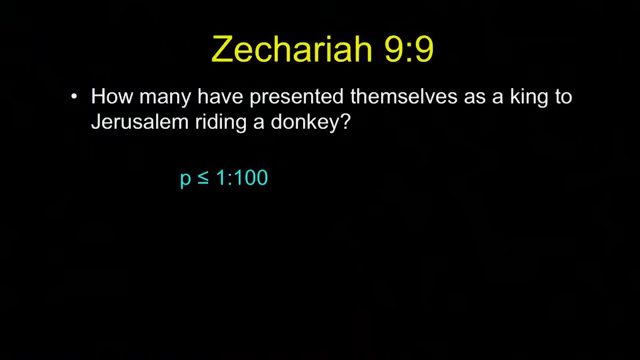 Zechariah 9:9
• How many have presented themselves as a king to
Jerusalem riding a donkey?
p ≤ 1:100